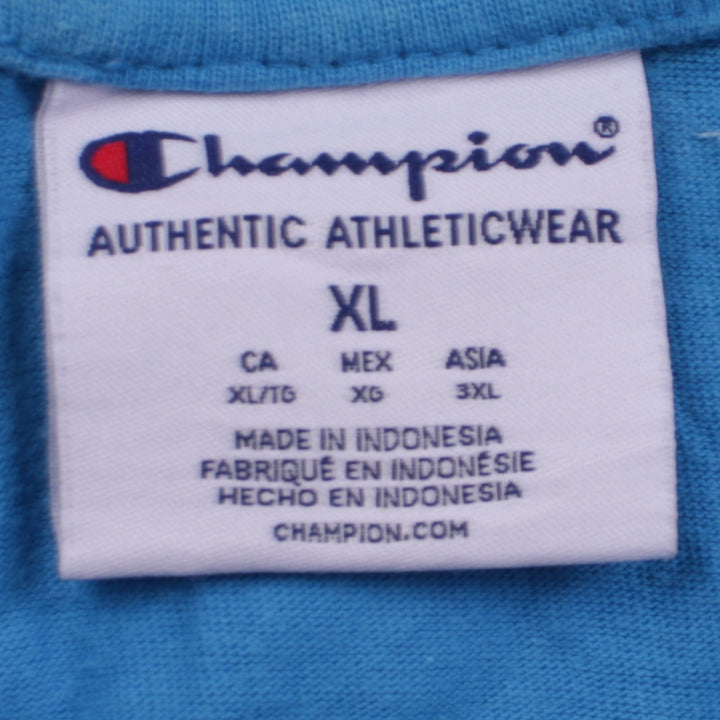 Champion®
AUTHENTIC ATHLETICWEAR
XL
CA MEX ASIA
XL/TG XG 3XL
MADE IN INDONESIA
FABRIQUÉ EN INDONÉSIE
HECHO EN INDONESIA
CHAMPION.COM